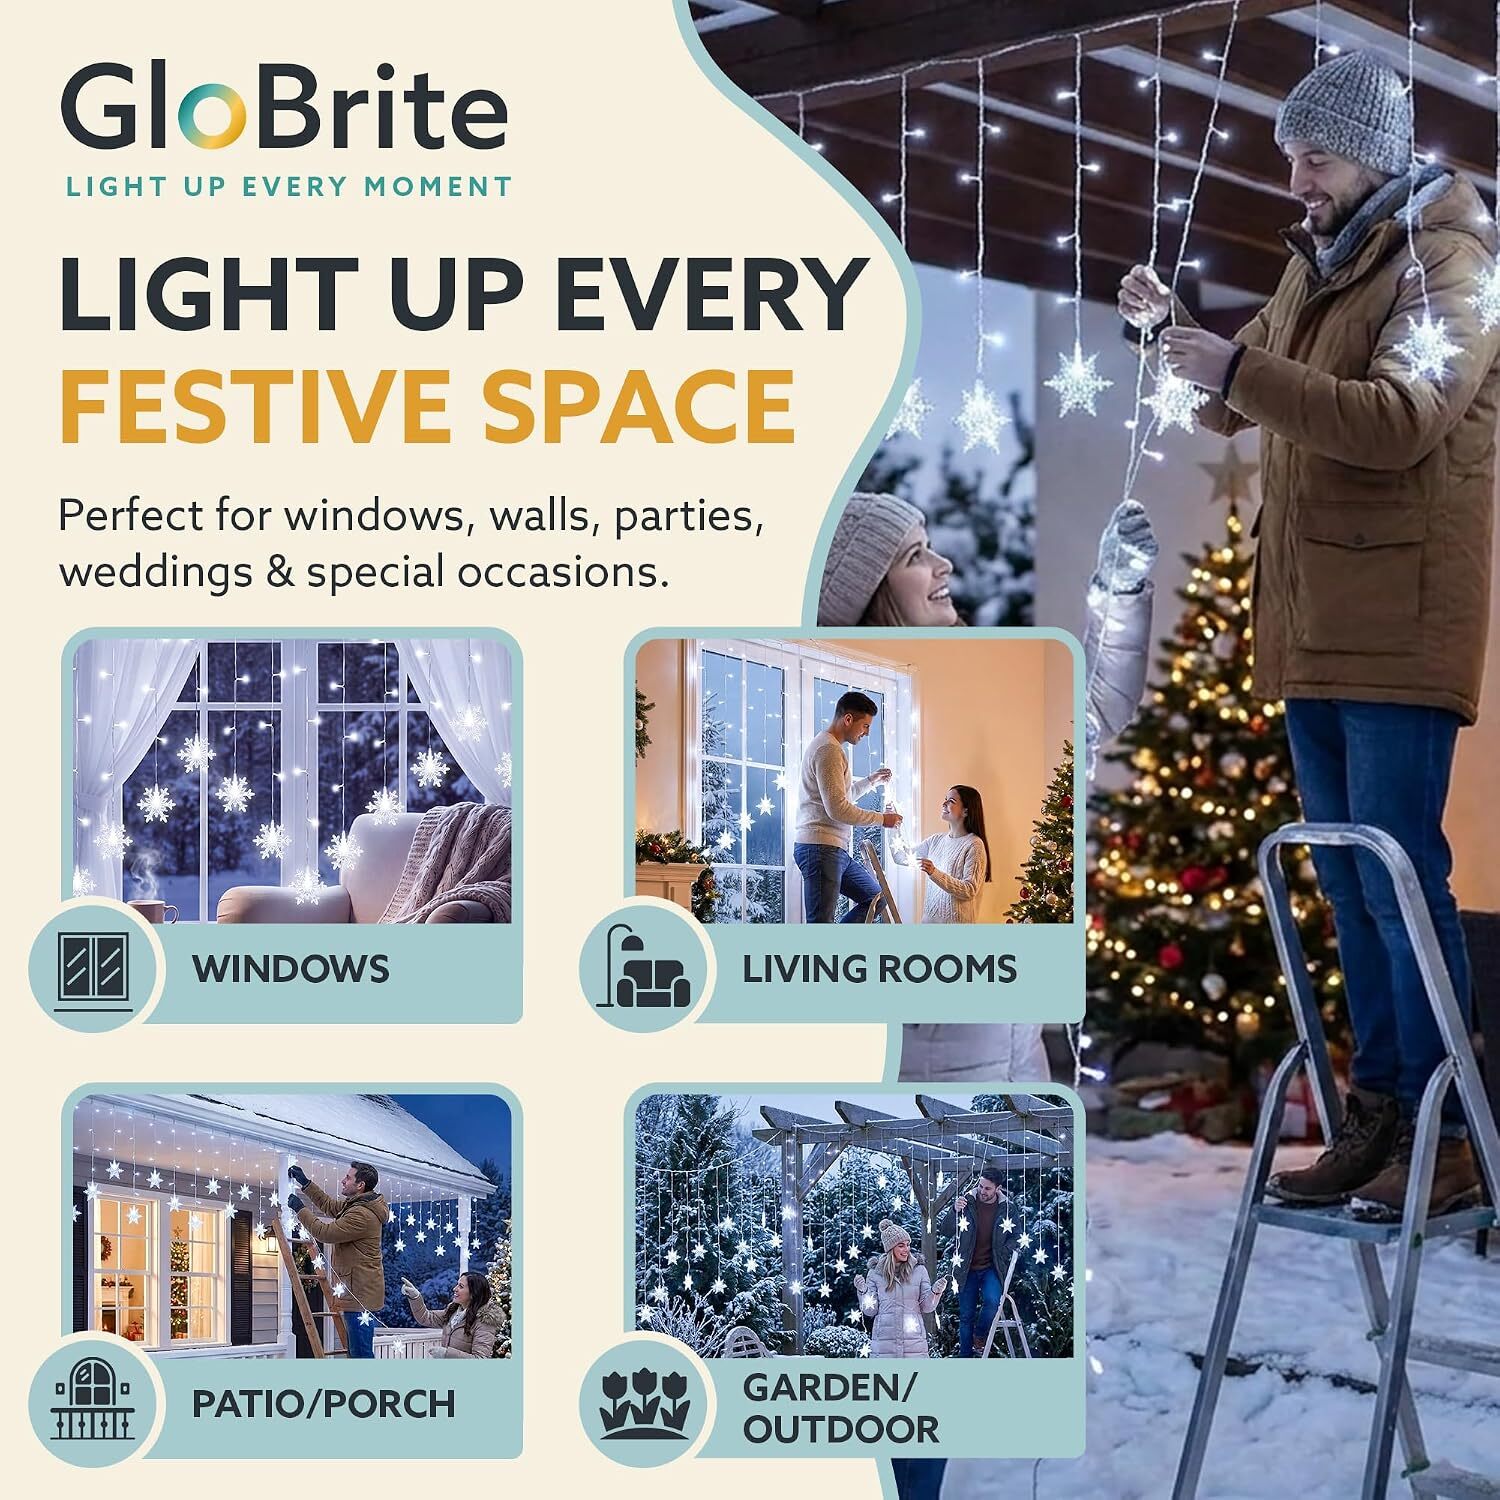 GloBrite
LIGHT UP EVERY MOMENT
LIGHT UP EVERY
FESTIVE SPACE
Perfect for windows, walls, parties,
weddings & special occasions.
WINDOWS
LIVING ROOMS
PATIO/PORCH
GARDEN/
OUTDOOR